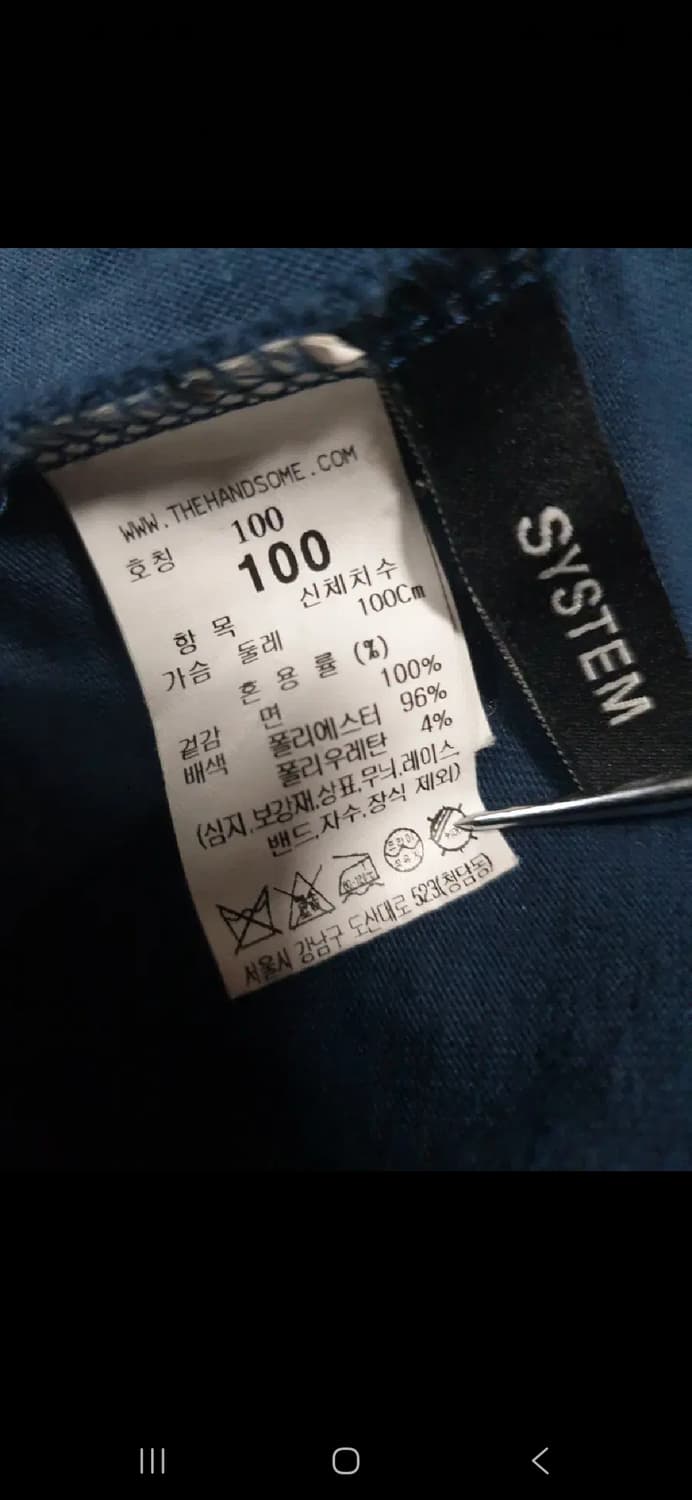 WWW.THEHANDSOME.COM
100
호칭 100
항 목 신체치수
가슴 둘레 100Cm
혼 용 률 (%)
겉감 면 100%
배색 폴리에스터 96%
폴리우레탄 4%
(심지,보강재,상표,무늬,레이스
밴드,자수,장식 제외)
서울시 강남구 도산대로 523(청담동)
SYSTEM